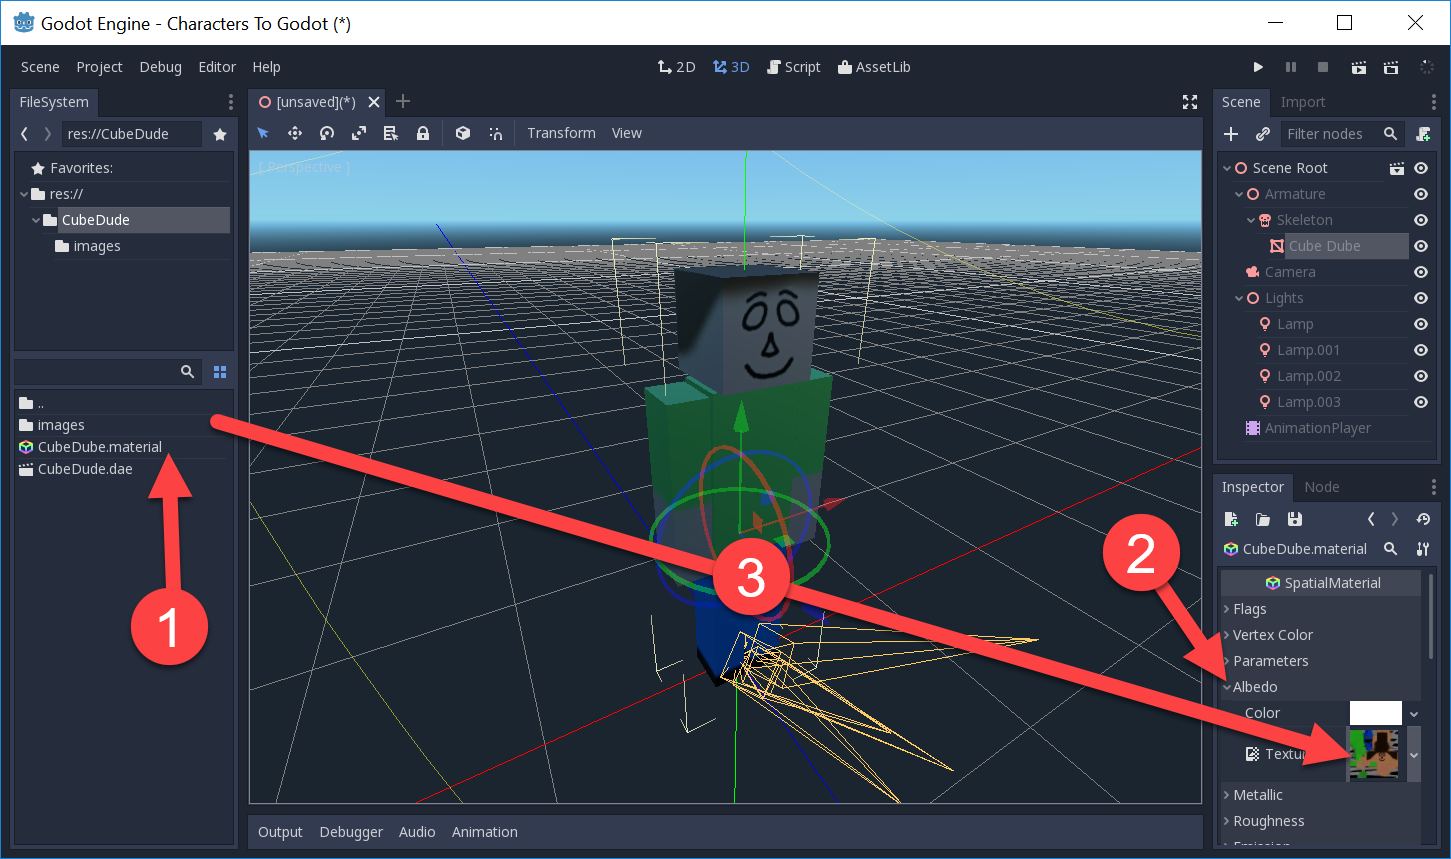 Godot Engine - Characters To Godot (*)
Scene Project Debug Editor Help
2D 3D Script AssetLib
FileSystem
[unsaved](*)
Scene Import
res://CubeDude
Transform View
Filter nodes
Favorites:
res://
CubeDude
images
[ Perspective ]
Scene Root
Armature
Skeleton
Cube Dube
Camera
Lights
Lamp
Lamp.001
Lamp.002
Lamp.003
AnimationPlayer
..
images
CubeDube.material
CubeDude.dae
1
2
3
Inspector Node
CubeDube.material
SpatialMaterial
Flags
Vertex Color
Parameters
Albedo
Color
Metallic
Roughness
Output Debugger Audio Animation